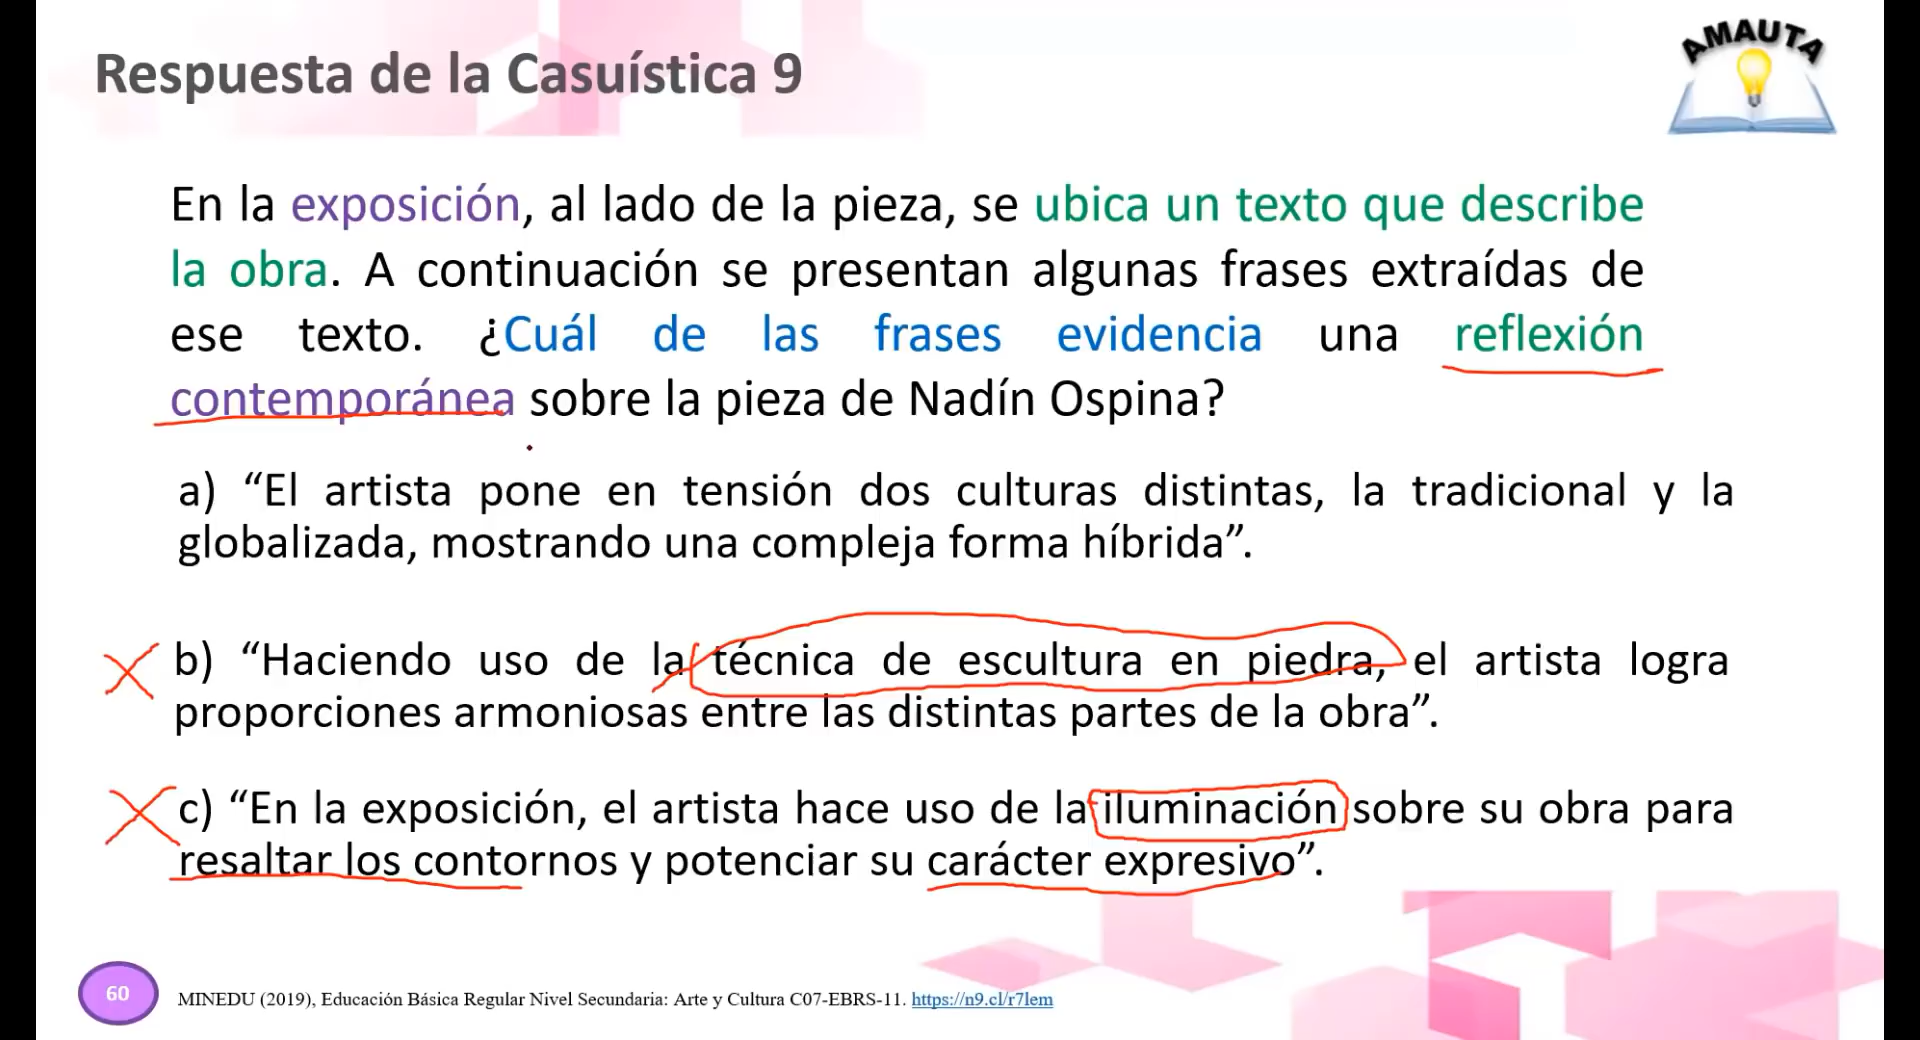 AMAUTA
Respuesta de la Casuística 9
En la exposición, al lado de la pieza, se ubica un texto que describe
la obra. A continuación se presentan algunas frases extraídas de
ese texto. ¿Cuál de las frases evidencia una reflexión
contemporánea sobre la pieza de Nadín Ospina?
a) “El artista pone en tensión dos culturas distintas, la tradicional y la
globalizada, mostrando una compleja forma híbrida”.
b) “Haciendo uso de la técnica de escultura en piedra, el artista logra
proporciones armoniosas entre las distintas partes de la obra”.
c) “En la exposición, el artista hace uso de la iluminación sobre su obra para
resaltar los contornos y potenciar su carácter expresivo”.
60
MINEDU (2019), Educación Básica Regular Nivel Secundaria: Arte y Cultura C07-EBRS-11. https://n9.cl/r7lem